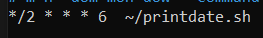 */2 * * * 6  ~/printdate.sh